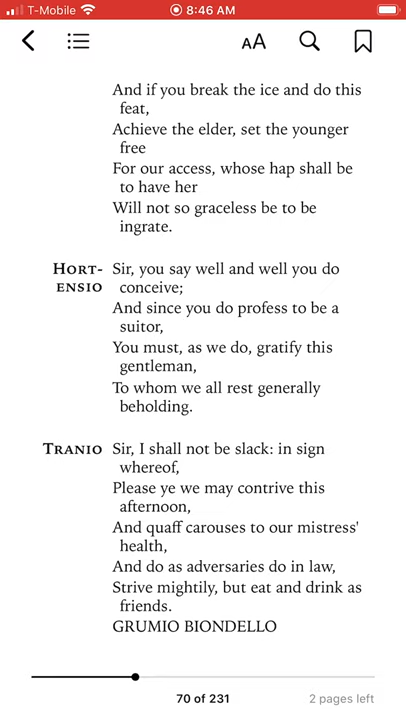 T-Mobile 8:46 AM
AA
And if you break the ice and do this
feat,
Achieve the elder, set the younger
free
For our access, whose hap shall be
to have her
Will not so graceless be to be
ingrate.
HORT- Sir, you say well and well you do
ENSIO conceive;
And since you do profess to be a
suitor,
You must, as we do, gratify this
gentleman,
To whom we all rest generally
beholding.
TRANIO Sir, I shall not be slack: in sign
whereof,
Please ye we may contrive this
afternoon,
And quaff carouses to our mistress'
health,
And do as adversaries do in law,
Strive mightily, but eat and drink as
friends.
GRUMIO BIONDELLO
70 of 231 2 pages left